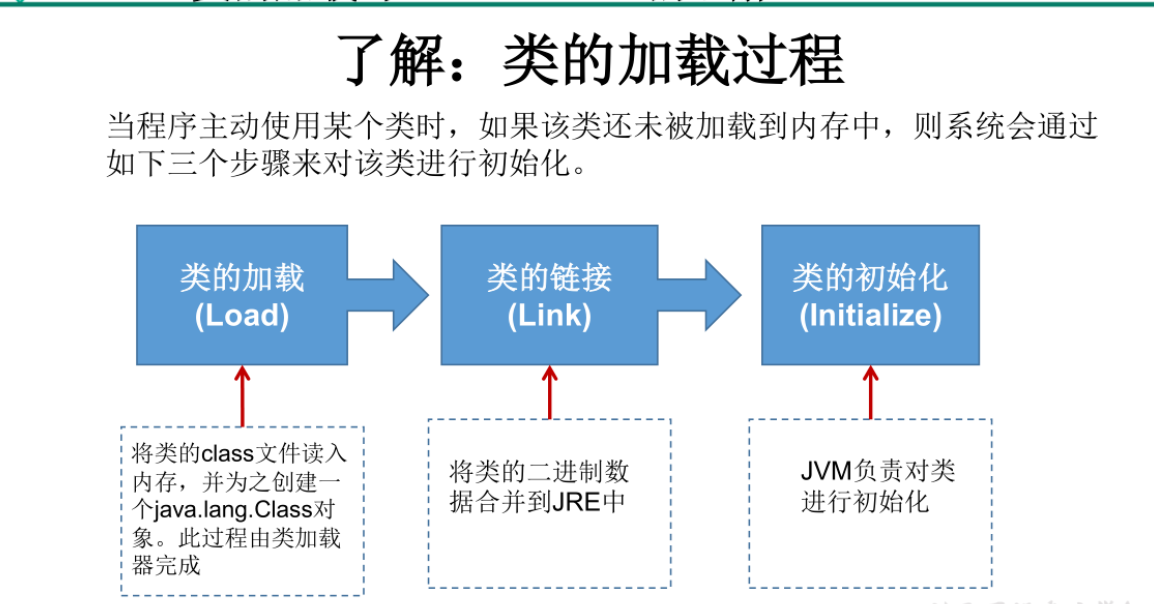 了解：类的加载过程
当程序主动使用某个类时，如果该类还未被加载到内存中，则系统会通过
如下三个步骤来对该类进行初始化。
类的加载
(Load)
类的链接
(Link)
类的初始化
(Initialize)
将类的class文件读入
内存，并为之创建一
个java.lang.Class对
象。此过程由类加载
器完成
将类的二进制数
据合并到JRE中
JVM负责对类
进行初始化